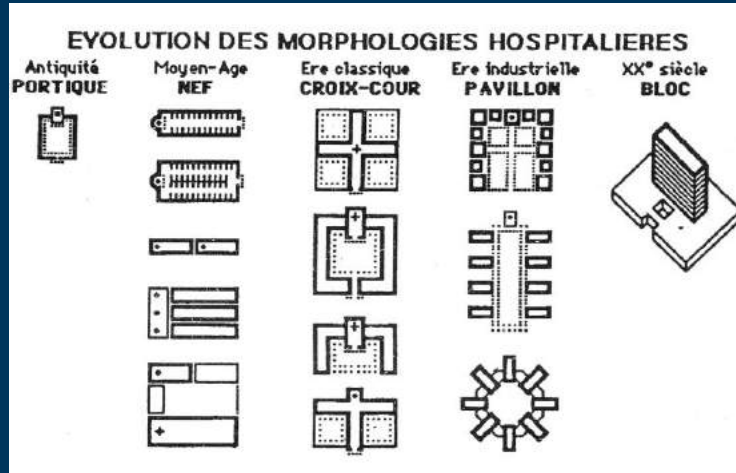 EVOLUTION DES MORPHOLOGIES HOSPITALIERES
Antiquité
PORTIQUE
Moyen-Age
NEF
Ere classique
CROIX-COUR
Ere industrielle
PAVILLON
XX° siècle
BLOC